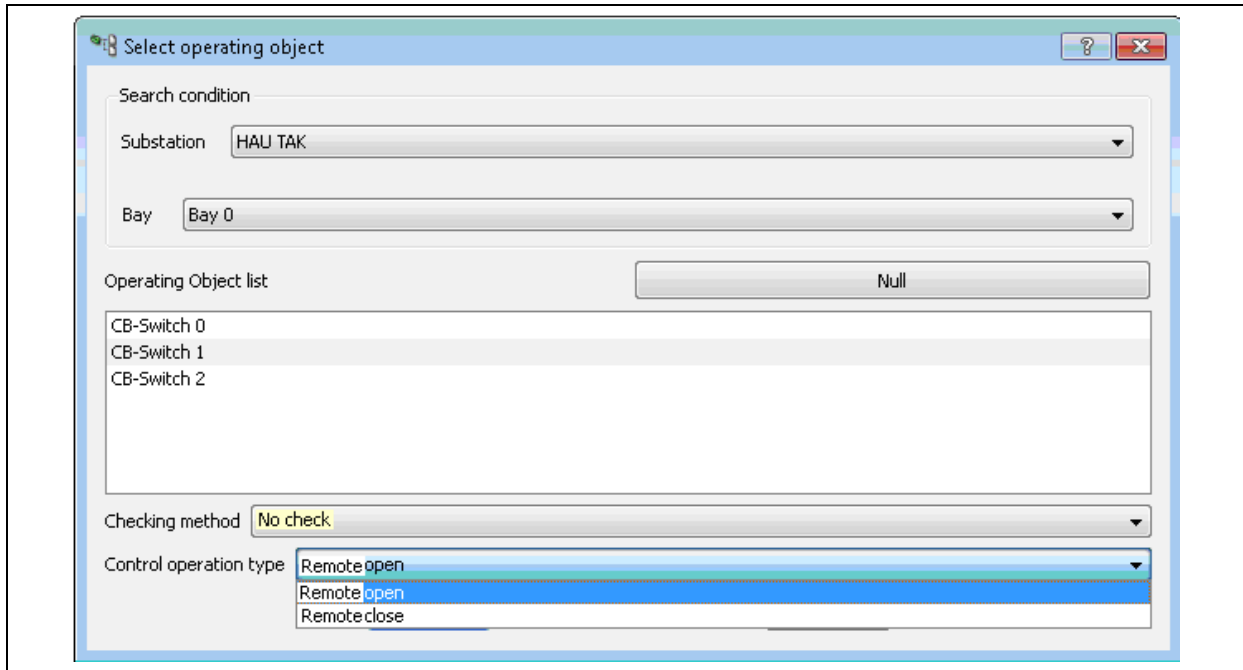 Select operating object
Search condition
Substation HAU TAK
Bay Bay 0
Operating Object list Null
CB-Switch 0
CB-Switch 1
CB-Switch 2
Checking method No check
Control operation type Remote open
Remote open
Remote close